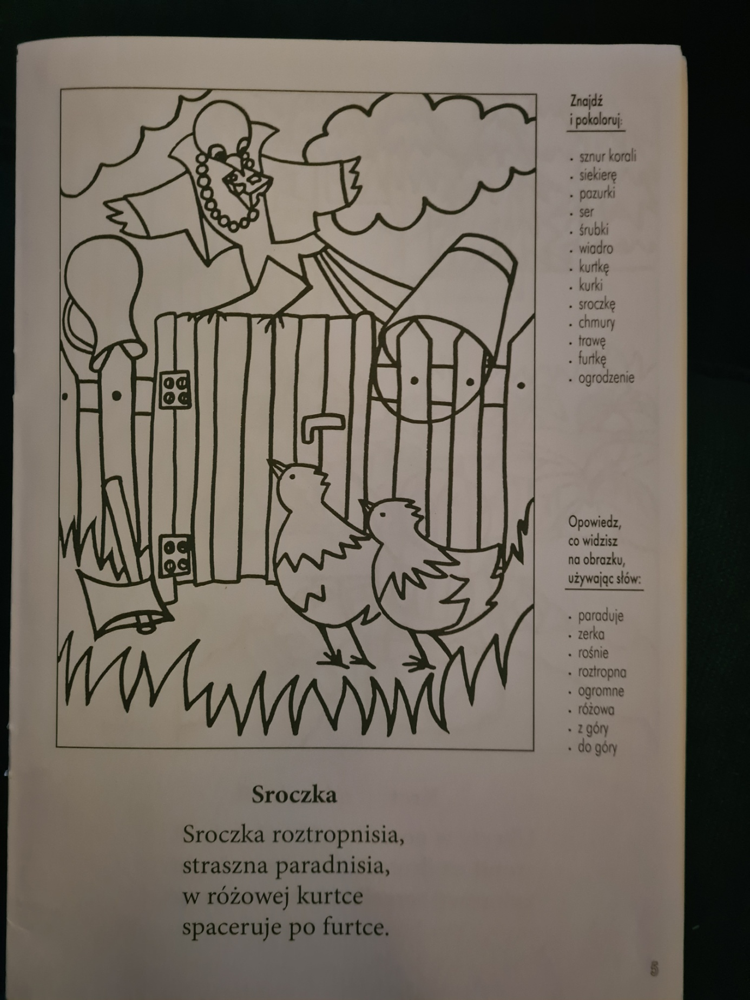 Znajdź
i pokoloruj:
• sznur korali
• siekierę
• pazurki
• ser
• śrubki
• wiadro
• kurtkę
• kurki
• sroczkę
• chmury
• trawę
• furtkę
• ogrodzenie
Opowiedz,
co widzisz
na obrazku,
używając słów:
• paraduje
• zerka
• rośnie
• roztropna
• ogromne
• różowa
• z góry
• do góry
Sroczka
Sroczka roztropnisia,
straszna paradnisia,
w różowej kurtce
spaceruje po furtce.